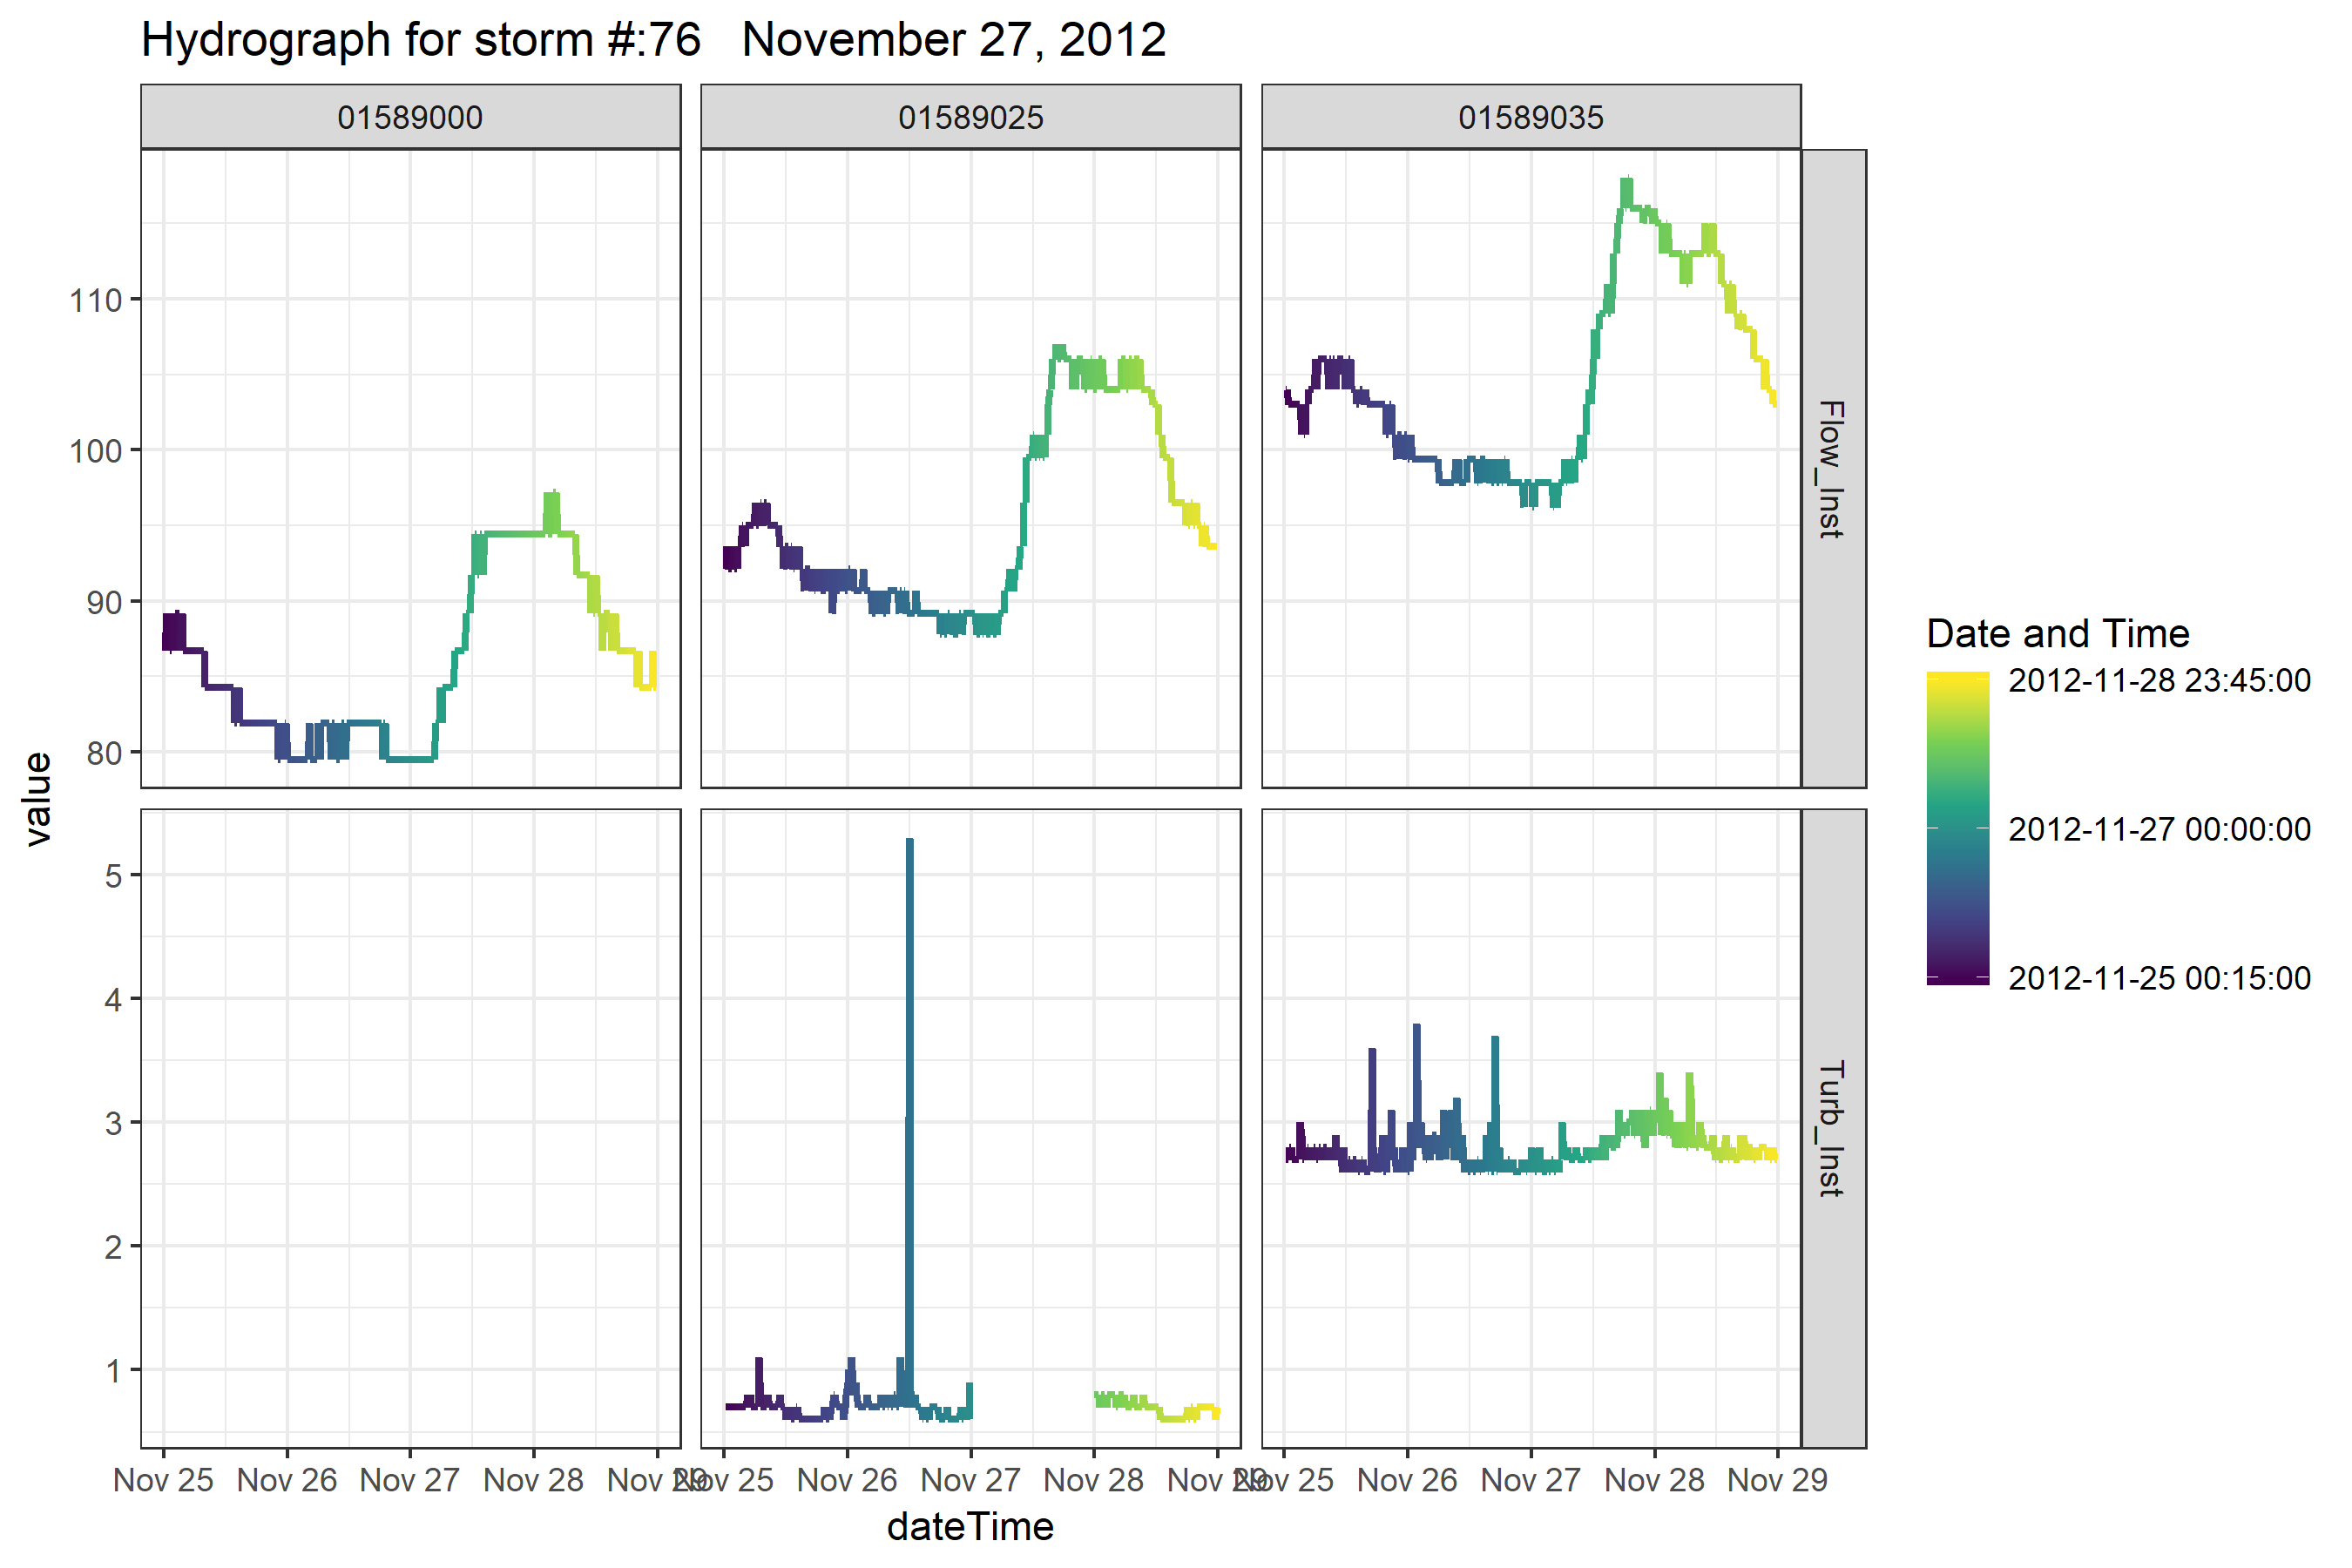 Hydrograph for storm #:76   November 27, 2012
01589000 01589025 01589035
110
100
90
80
Flow_Inst
value
5
4
3
2
1
Turb_Inst
Nov 25 Nov 26 Nov 27 Nov 28 Nov 29 Nov 25 Nov 26 Nov 27 Nov 28 Nov 29 Nov 25 Nov 26 Nov 27 Nov 28 Nov 29
dateTime
Date and Time
2012-11-28 23:45:00
2012-11-27 00:00:00
2012-11-25 00:15:00